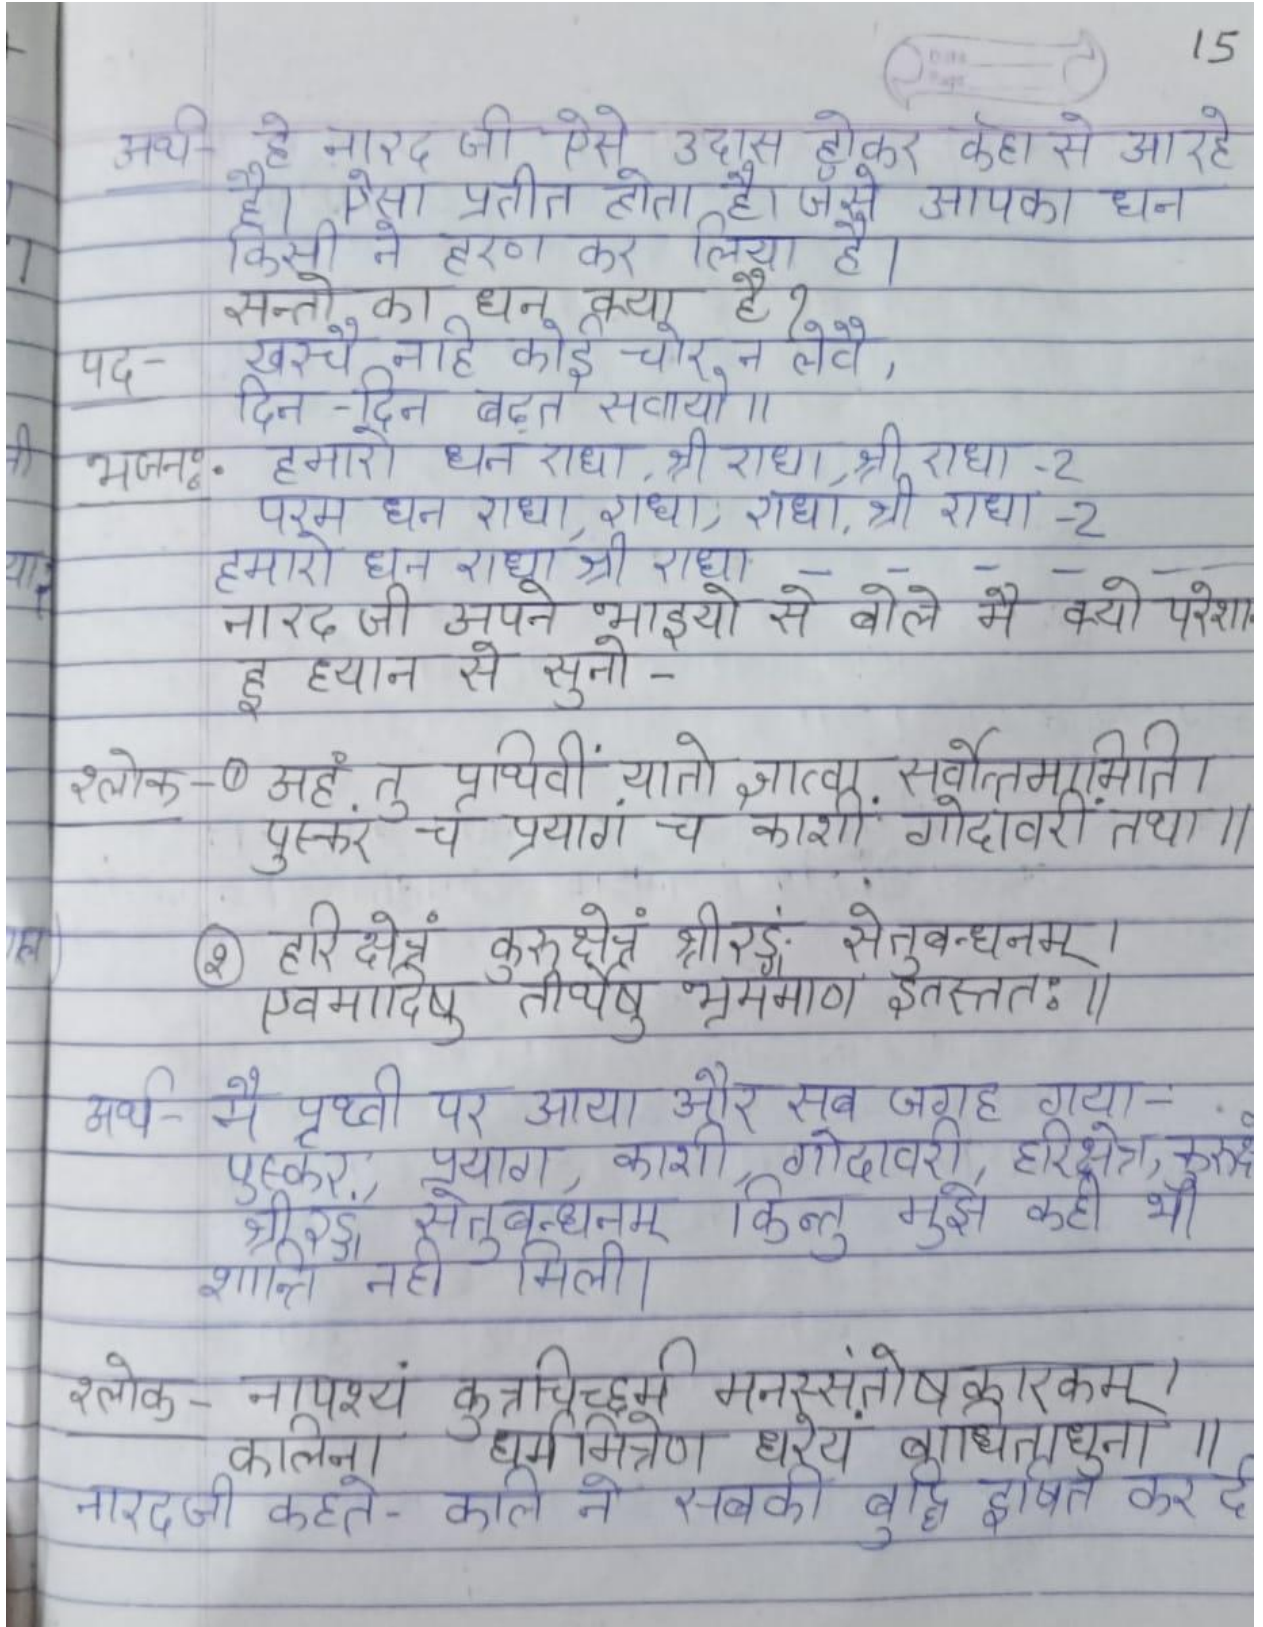 15
अर्थ- हे नारद जी ऐसे उदास होकर कहा से आ रहे
है। ऐसा प्रतीत होता है। जैसे आपका धन
किसी ने हरण कर लिया है।
सन्तो का धन क्या है?
पद- खरचै नाहि कोई चोर न लेवै,
दिन-दिन बढ़त सवायो॥
भजन:. हमारो धन राधा, श्री राधा, श्री राधा -2
परम धन राधा, राधा, राधा, श्री राधा -2
हमारो धन राधा श्री राधा - - - - -
नारद जी अपने भाइयो से बोले मै क्यो परेशान
हू ध्यान से सुनो -
श्लोक-① अहं तु पृथिवीं यातो ज्ञात्वा सर्वोत्तमामिति।
पुस्करं च प्रयागं च काशीं गोदावरीं तथा॥
② हरिक्षेत्रं कुरुक्षेत्रं श्रीरङ्गं सेतुबन्धनम्।
एवमादिषु तीर्थेषु भ्रममाण इतस्ततः॥
अर्थ- मै पृथ्वी पर आया और सब जगह गया-
पुस्कर, प्रयाग, काशी, गोदावरी, हरिक्षेत्र, कुरुक्षे
श्रीरङ्ग, सेतुबन्धनम् किन्तु मुझे कही भी
शान्ति नही मिली।
श्लोक- नापश्यं कुत्रचिच्छर्म मनस्संतोषकारकम्।
कलिना धर्ममित्रेण धरेयं बाधिताधुना॥
नारदजी कहते- कलि ने सबकी बुद्धि दूषित कर दी